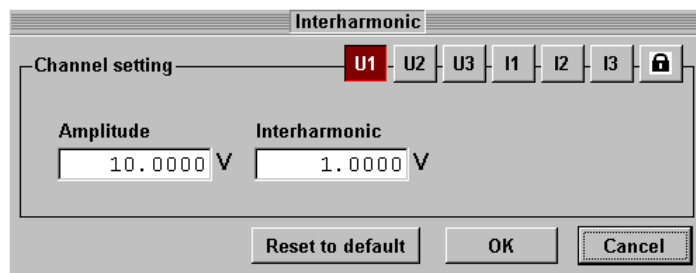 Interharmonic
Channel setting U1 U2 U3 I1 I2 I3
Amplitude Interharmonic
10.0000 V 1.0000 V
Reset to default OK Cancel